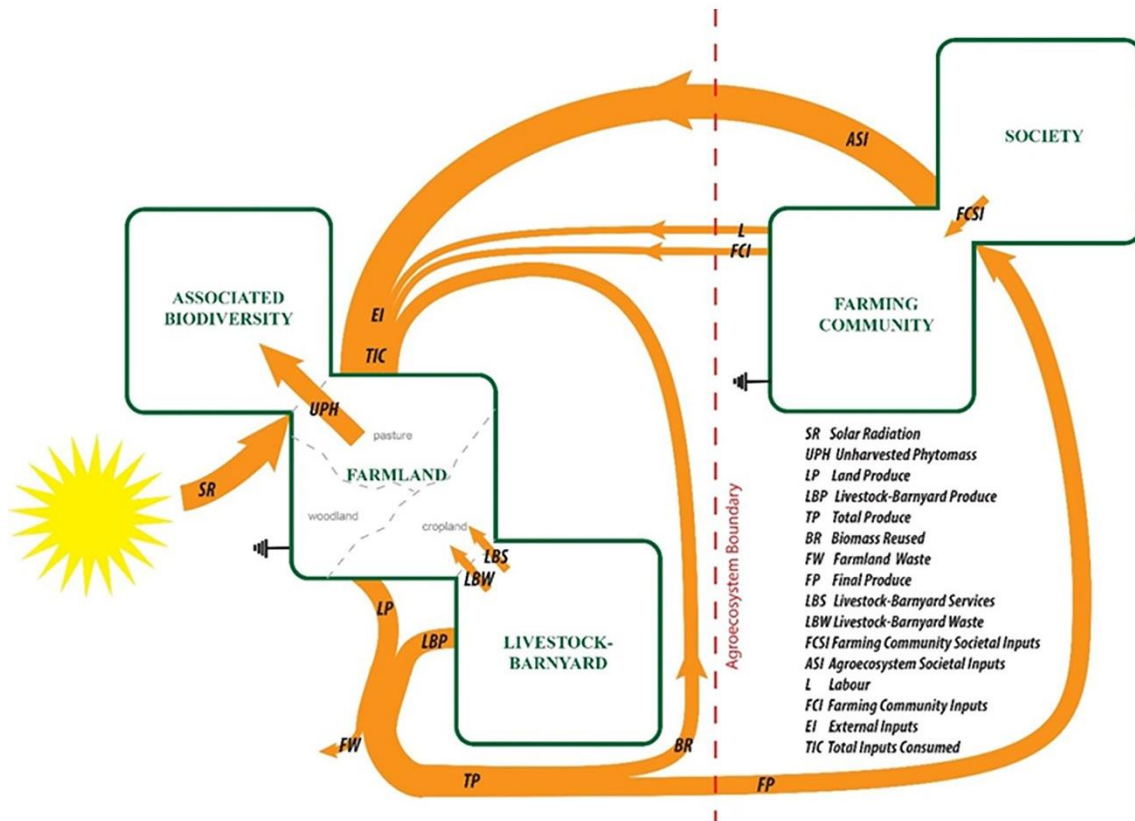 SOCIETY
ASI
FCSI
L
FCI
ASSOCIATED
BIODIVERSITY
FARMING
COMMUNITY
EI
TIC
UPH
pasture
SR
FARMLAND
woodland
cropland
LBS
LBW
LP
LBP
LIVESTOCK-
BARNYARD
FW
TP
BR
FP
Agroecosystem Boundary
SR Solar Radiation
UPH Unharvested Phytomass
LP Land Produce
LBP Livestock-Barnyard Produce
TP Total Produce
BR Biomass Reused
FW Farmland Waste
FP Final Produce
LBS Livestock-Barnyard Services
LBW Livestock-Barnyard Waste
FCSI Farming Community Societal Inputs
ASI Agroecosystem Societal Inputs
L Labour
FCI Farming Community Inputs
EI External Inputs
TIC Total Inputs Consumed